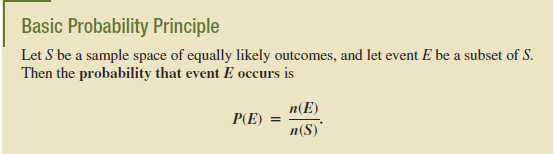 Basic Probability Principle
Let S be a sample space of equally likely outcomes, and let event E be a subset of S.
Then the probability that event E occurs is
P(E) = n(E)/n(S).